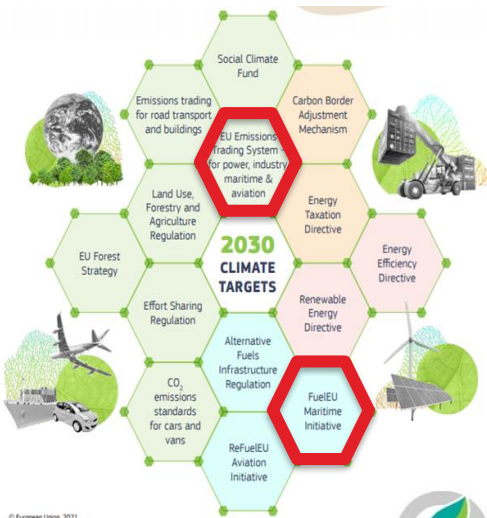 Social Climate
Fund
Emissions trading
for road transport
and buildings
Carbon Border
Adjustment
Mechanism
EU Emissions
Trading System –
for power, industry
maritime &
aviation
Land Use,
Forestry and
Agriculture
Regulation
Energy
Taxation
Directive
EU Forest
Strategy
2030
CLIMATE
TARGETS
Energy
Efficiency
Directive
Effort Sharing
Regulation
Renewable
Energy
Directive
Alternative
Fuels
Infrastructure
Regulation
CO2
emissions
standards
for cars and
vans
FuelEU
Maritime
Initiative
ReFuelEU
Aviation
Initiative
© European Union, 2021